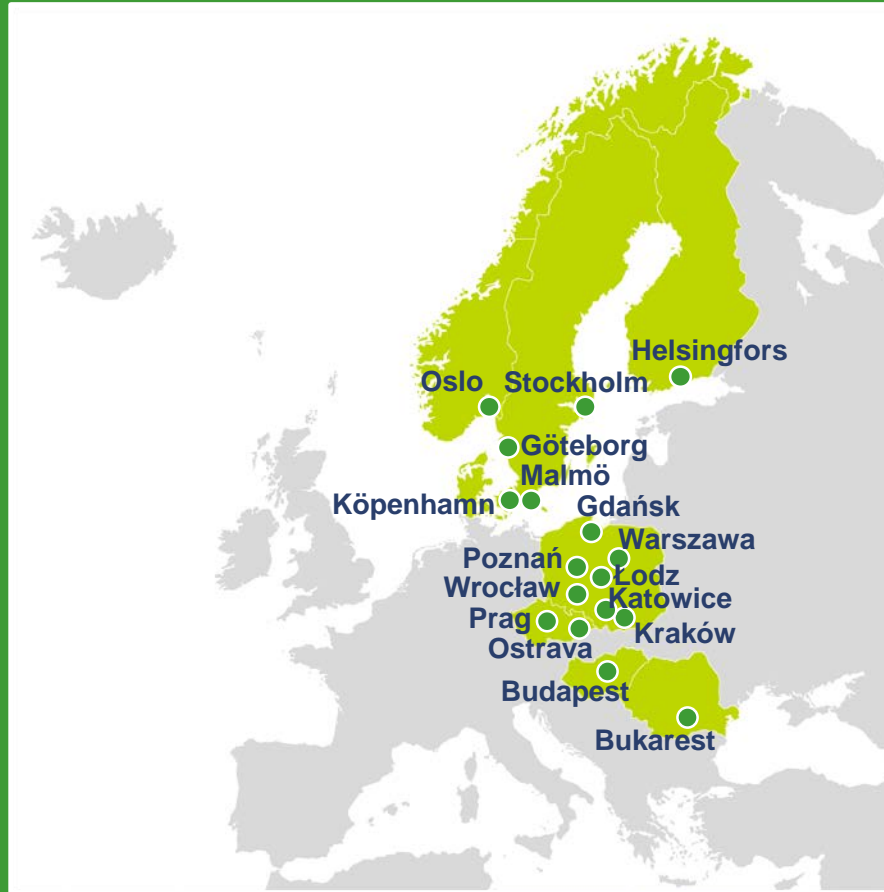 Helsingfors
Oslo
Stockholm
Göteborg
Malmö
Köpenhamn
Gdańsk
Warszawa
Poznań
Łodz
Wrocław
Katowice
Prag
Kraków
Ostrava
Budapest
Bukarest